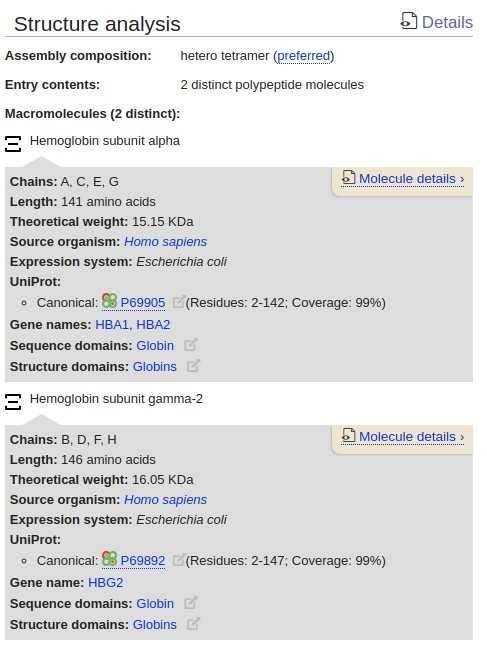 Structure analysis
Details
Assembly composition: hetero tetramer (preferred)
Entry contents: 2 distinct polypeptide molecules
Macromolecules (2 distinct):
Hemoglobin subunit alpha
Molecule details ›
Chains: A, C, E, G
Length: 141 amino acids
Theoretical weight: 15.15 KDa
Source organism: Homo sapiens
Expression system: Escherichia coli
UniProt:
Canonical: P69905 (Residues: 2-142; Coverage: 99%)
Gene names: HBA1, HBA2
Sequence domains: Globin
Structure domains: Globins
Hemoglobin subunit gamma-2
Molecule details ›
Chains: B, D, F, H
Length: 146 amino acids
Theoretical weight: 16.05 KDa
Source organism: Homo sapiens
Expression system: Escherichia coli
UniProt:
Canonical: P69892 (Residues: 2-147; Coverage: 99%)
Gene name: HBG2
Sequence domains: Globin
Structure domains: Globins